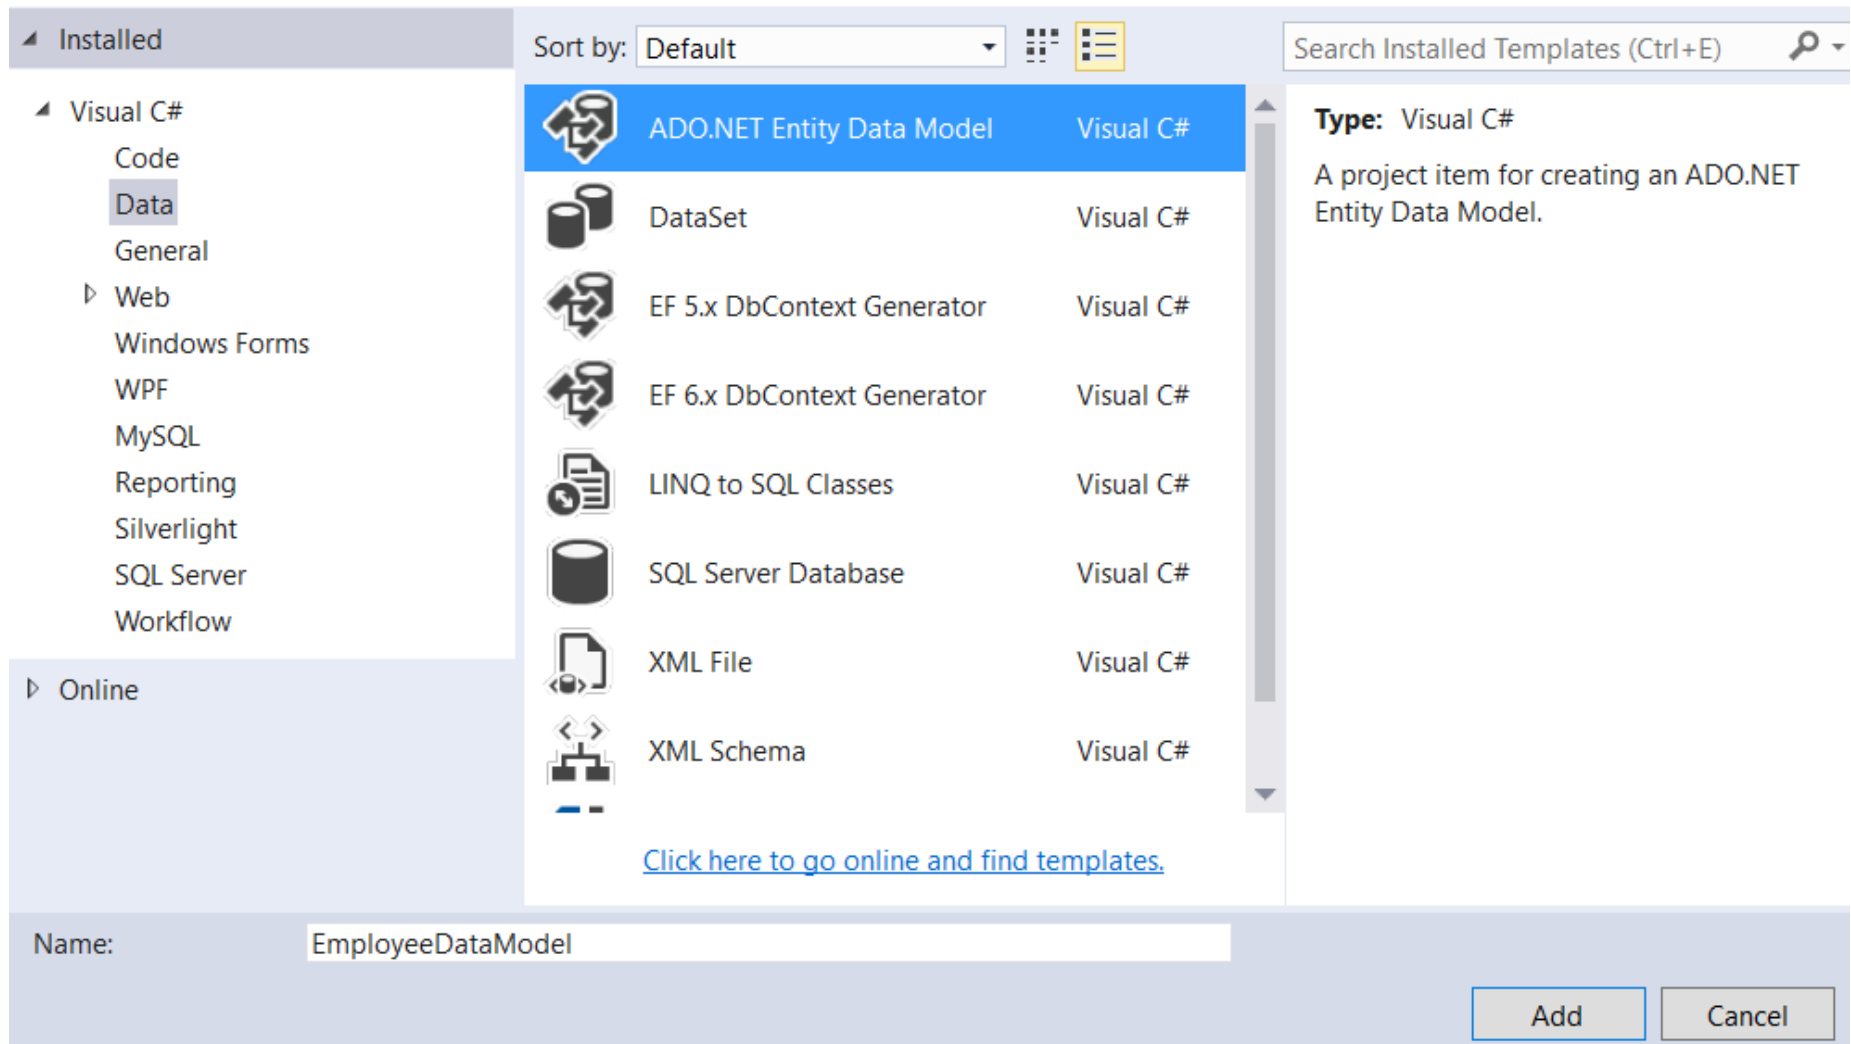 Installed
Sort by: Default
Search Installed Templates (Ctrl+E)
Visual C#
Code
Data
General
Web
Windows Forms
WPF
MySQL
Reporting
Silverlight
SQL Server
Workflow
Online
ADO.NET Entity Data Model Visual C#
DataSet Visual C#
EF 5.x DbContext Generator Visual C#
EF 6.x DbContext Generator Visual C#
LINQ to SQL Classes Visual C#
SQL Server Database Visual C#
XML File Visual C#
XML Schema Visual C#
Click here to go online and find templates.
Type: Visual C#
A project item for creating an ADO.NET
Entity Data Model.
Name: EmployeeDataModel
Add Cancel